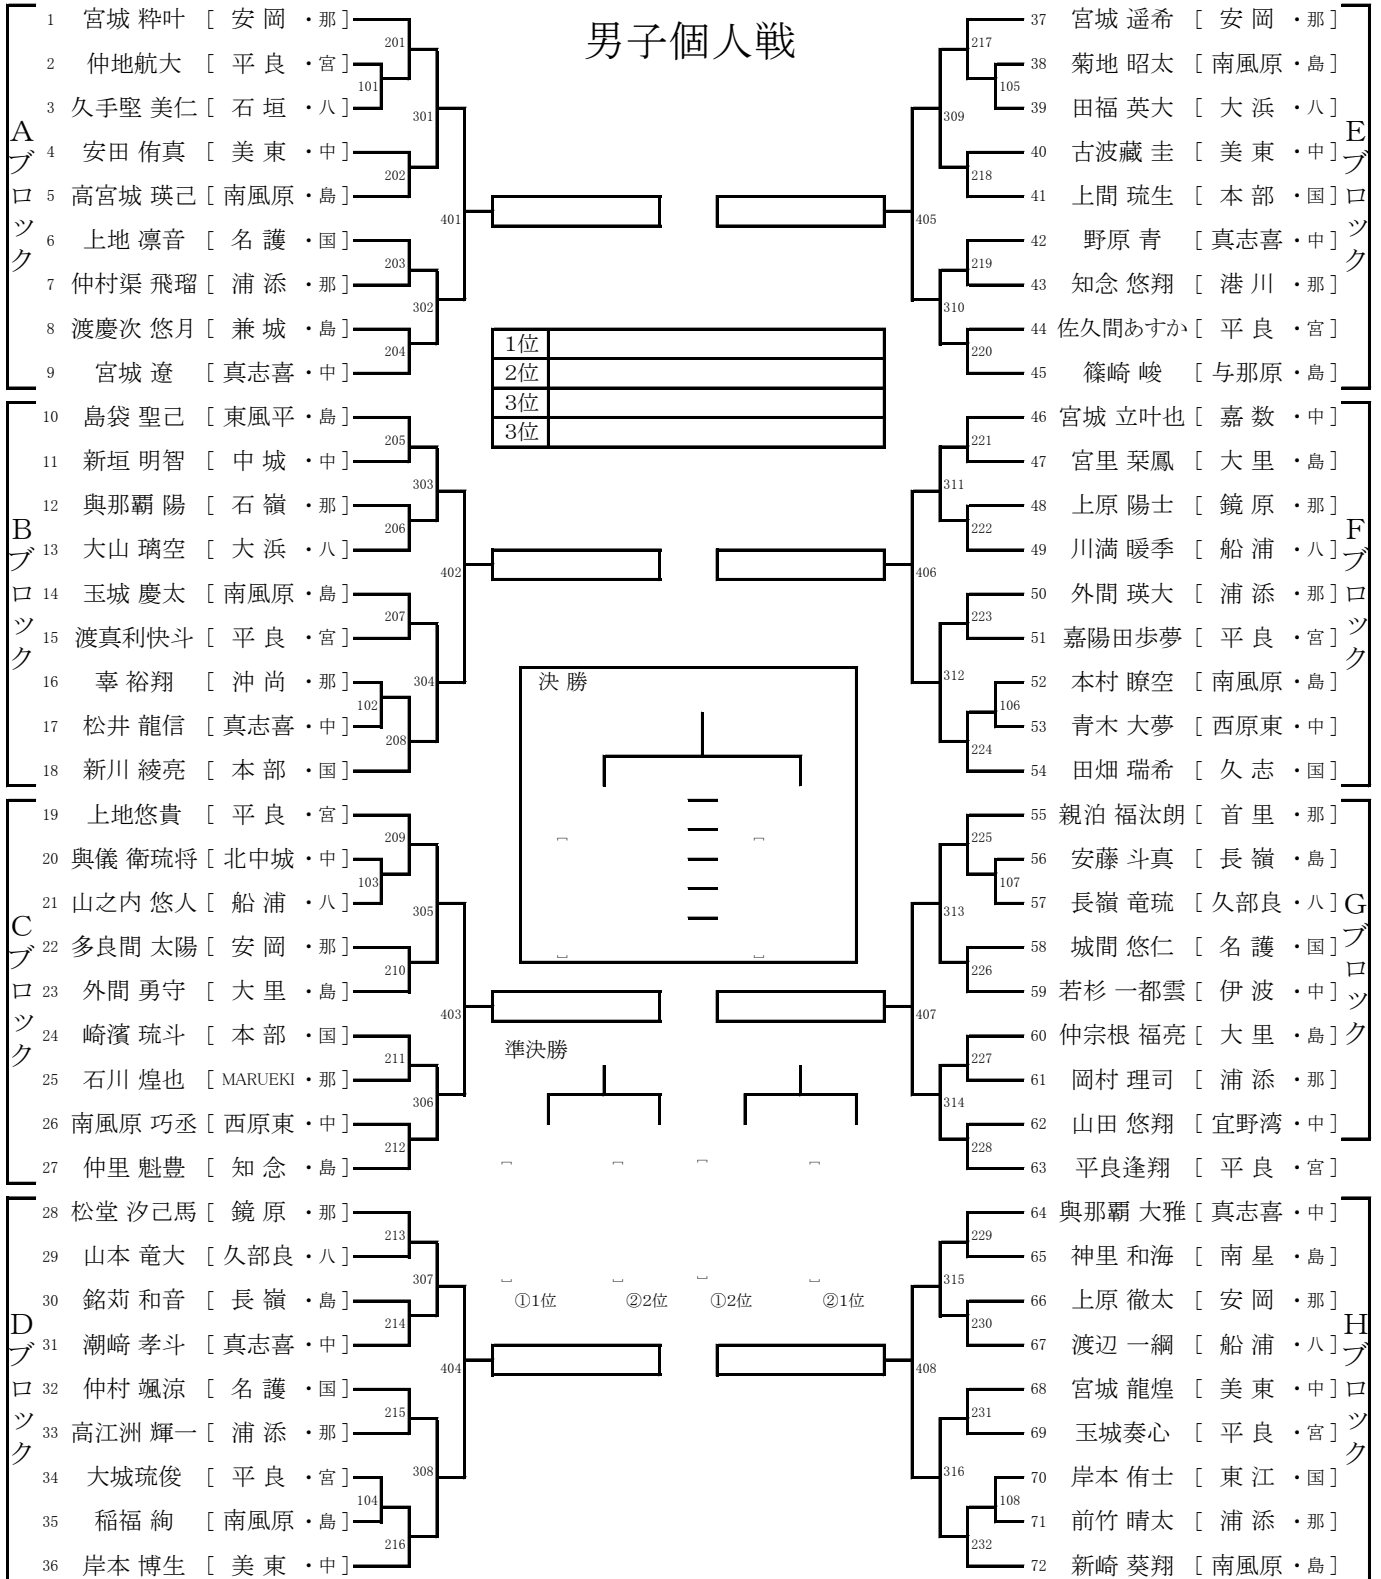 男子個人戦
Aブロック
1 宮城 粋叶 [ 安 岡 ・那 ]
2 仲地航大 [ 平 良 ・宮 ]
3 久手堅 美仁 [ 石 垣 ・八 ]
4 安田 侑真 [ 美 東 ・中 ]
5 高宮城 瑛己 [ 南風原 ・島 ]
6 上地 凛音 [ 名 護 ・国 ]
7 仲村渠 飛瑠 [ 浦 添 ・那 ]
8 渡慶次 悠月 [ 兼 城 ・島 ]
9 宮城 遼 [ 真志喜 ・中 ]
101
201
202
203
204
301
302
401
Bブロック
10 島袋 聖己 [ 東風平 ・島 ]
11 新垣 明智 [ 中 城 ・中 ]
12 與那覇 陽 [ 石 嶺 ・那 ]
13 大山 璃空 [ 大 浜 ・八 ]
14 玉城 慶太 [ 南風原 ・島 ]
15 渡真利快斗 [ 平 良 ・宮 ]
16 辜 裕翔 [ 沖 尚 ・那 ]
17 松井 龍信 [ 真志喜 ・中 ]
18 新川 綾亮 [ 本 部 ・国 ]
102
205
206
207
208
303
304
402
Cブロック
19 上地悠貴 [ 平 良 ・宮 ]
20 與儀 衛琉将 [ 北中城 ・中 ]
21 山之内 悠人 [ 船 浦 ・八 ]
22 多良間 太陽 [ 安 岡 ・那 ]
23 外間 勇守 [ 大 里 ・島 ]
24 崎濱 琉斗 [ 本 部 ・国 ]
25 石川 煌也 [ MARUEKI ・那 ]
26 南風原 巧丞 [ 西原東 ・中 ]
27 仲里 魁豊 [ 知 念 ・島 ]
103
209
210
211
212
305
306
403
Dブロック
28 松堂 汐己馬 [ 鏡 原 ・那 ]
29 山本 竜大 [ 久部良 ・八 ]
30 銘苅 和音 [ 長 嶺 ・島 ]
31 潮﨑 孝斗 [ 真志喜 ・中 ]
32 仲村 颯涼 [ 名 護 ・国 ]
33 高江洲 輝一 [ 浦 添 ・那 ]
34 大城琉俊 [ 平 良 ・宮 ]
35 稲福 絢 [ 南風原 ・島 ]
36 岸本 博生 [ 美 東 ・中 ]
104
213
214
215
216
307
308
404
1位
2位
3位
3位
決 勝
準決勝
①1位 ②2位 ①2位 ②1位
Eブロック
37 宮城 遥希 [ 安 岡 ・那 ]
38 菊地 昭太 [ 南風原 ・島 ]
39 田福 英大 [ 大 浜 ・八 ]
40 古波藏 圭 [ 美 東 ・中 ]
41 上間 琉生 [ 本 部 ・国 ]
42 野原 青 [ 真志喜 ・中 ]
43 知念 悠翔 [ 港 川 ・那 ]
44 佐久間あすか [ 平 良 ・宮 ]
45 篠崎 峻 [ 与那原 ・島 ]
105
217
218
219
220
309
310
405
Fブロック
46 宮城 立叶也 [ 嘉 数 ・中 ]
47 宮里 栞鳳 [ 大 里 ・島 ]
48 上原 陽士 [ 鏡 原 ・那 ]
49 川満 暖季 [ 船 浦 ・八 ]
50 外間 瑛大 [ 浦 添 ・那 ]
51 嘉陽田歩夢 [ 平 良 ・宮 ]
52 本村 瞭空 [ 南風原 ・島 ]
53 青木 大夢 [ 西原東 ・中 ]
54 田畑 瑞希 [ 久 志 ・国 ]
106
221
222
223
224
311
312
406
Gブロック
55 親泊 福汰朗 [ 首 里 ・那 ]
56 安藤 斗真 [ 長 嶺 ・島 ]
57 長嶺 竜琉 [ 久部良 ・八 ]
58 城間 悠仁 [ 名 護 ・国 ]
59 若杉 一都雲 [ 伊 波 ・中 ]
60 仲宗根 福亮 [ 大 里 ・島 ]
61 岡村 理司 [ 浦 添 ・那 ]
62 山田 悠翔 [ 宜野湾 ・中 ]
63 平良逢翔 [ 平 良 ・宮 ]
107
225
226
227
228
313
314
407
Hブロック
64 與那覇 大雅 [ 真志喜 ・中 ]
65 神里 和海 [ 南 星 ・島 ]
66 上原 徹太 [ 安 岡 ・那 ]
67 渡辺 一綱 [ 船 浦 ・八 ]
68 宮城 龍煌 [ 美 東 ・中 ]
69 玉城奏心 [ 平 良 ・宮 ]
70 岸本 侑士 [ 東 江 ・国 ]
71 前竹 晴太 [ 浦 添 ・那 ]
72 新崎 葵翔 [ 南風原 ・島 ]
108
229
230
231
232
315
316
408